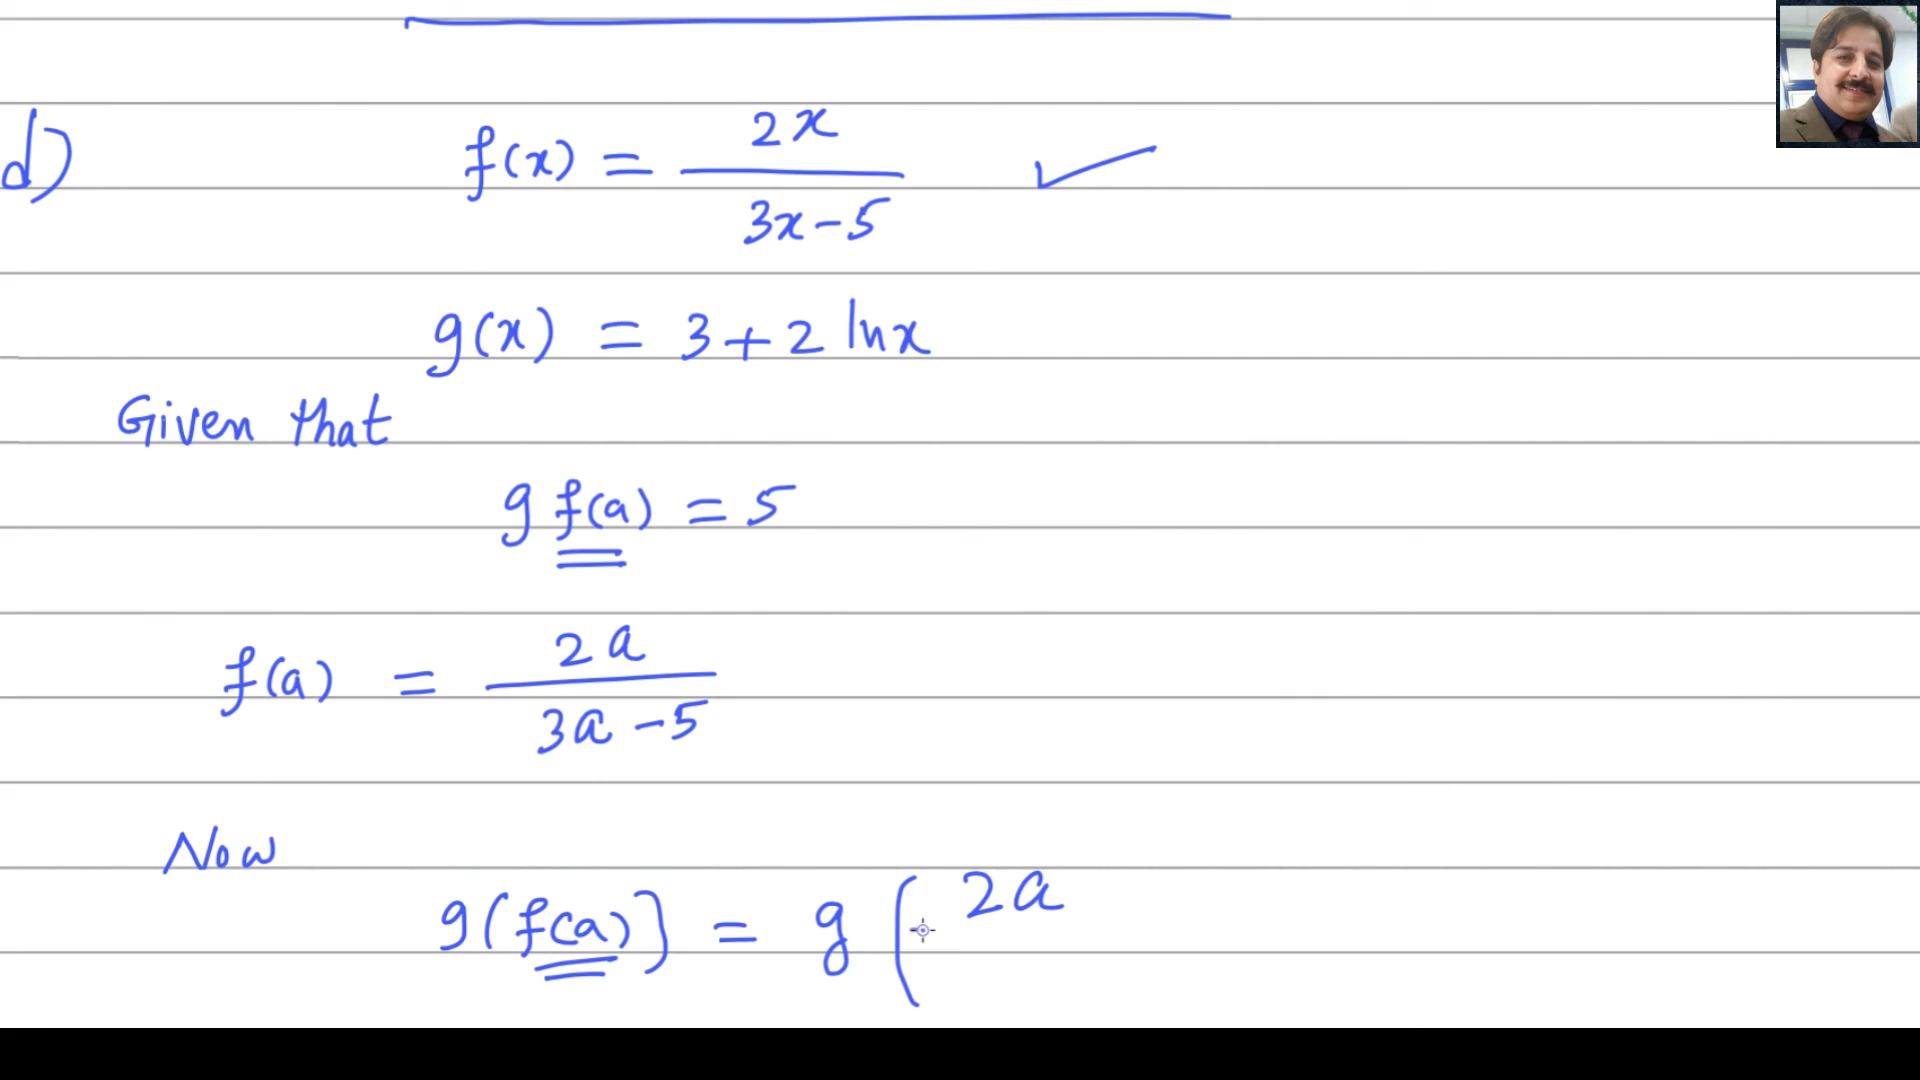 d) f(x) = 2x / 3x-5 ✓
g(x) = 3+2 lnx
Given that
g f(a) = 5
f(a) = 2a / 3a-5
Now
g(f(a)) = g ( 2a